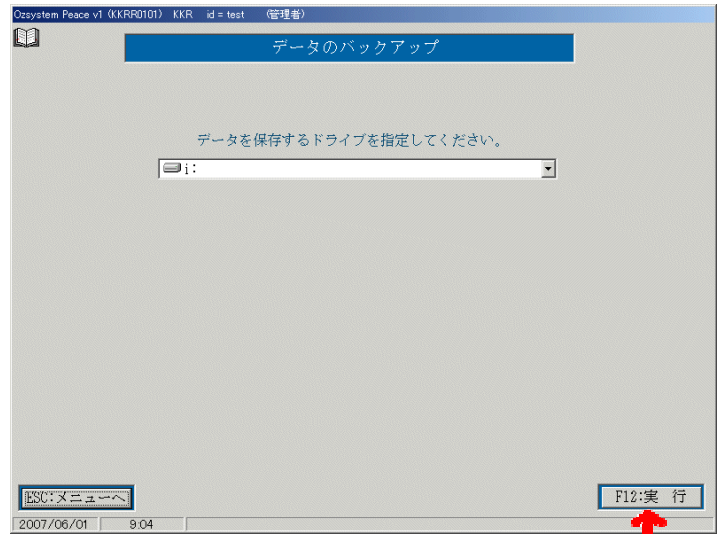 Ozsystem Peace v1 (KKRR0101) KKR id = test (管理者)
データのバックアップ
データを保存するドライブを指定してください。
i:
ESC:メニューへ
F12:実 行
2007/06/01 9:04